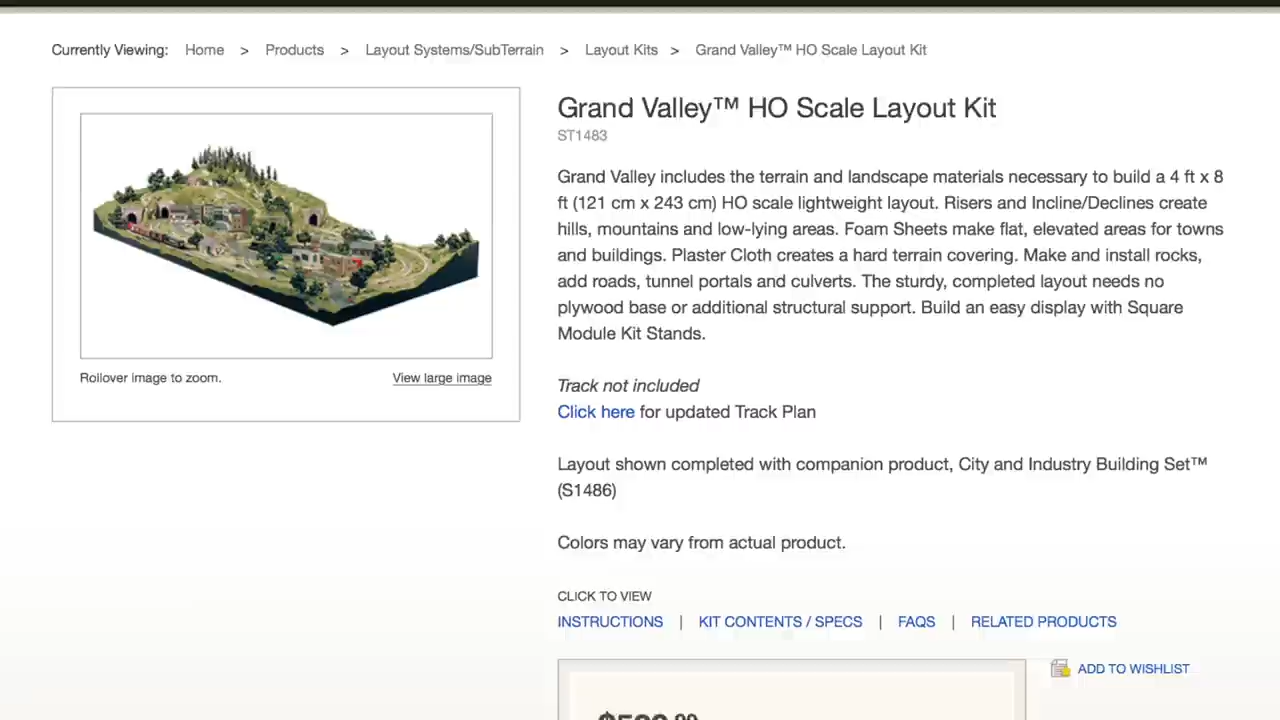 Currently Viewing: Home > Products > Layout Systems/SubTerrain > Layout Kits > Grand Valley™ HO Scale Layout Kit
Grand Valley™ HO Scale Layout Kit
ST1483
Grand Valley includes the terrain and landscape materials necessary to build a 4 ft x 8
ft (121 cm x 243 cm) HO scale lightweight layout. Risers and Incline/Declines create
hills, mountains and low-lying areas. Foam Sheets make flat, elevated areas for towns
and buildings. Plaster Cloth creates a hard terrain covering. Make and install rocks,
add roads, tunnel portals and culverts. The sturdy, completed layout needs no
plywood base or additional structural support. Build an easy display with Square
Module Kit Stands.
Rollover image to zoom. View large image
Track not included
Click here for updated Track Plan
Layout shown completed with companion product, City and Industry Building Set™
(S1486)
Colors may vary from actual product.
CLICK TO VIEW
INSTRUCTIONS | KIT CONTENTS / SPECS | FAQS | RELATED PRODUCTS
ADD TO WISHLIST